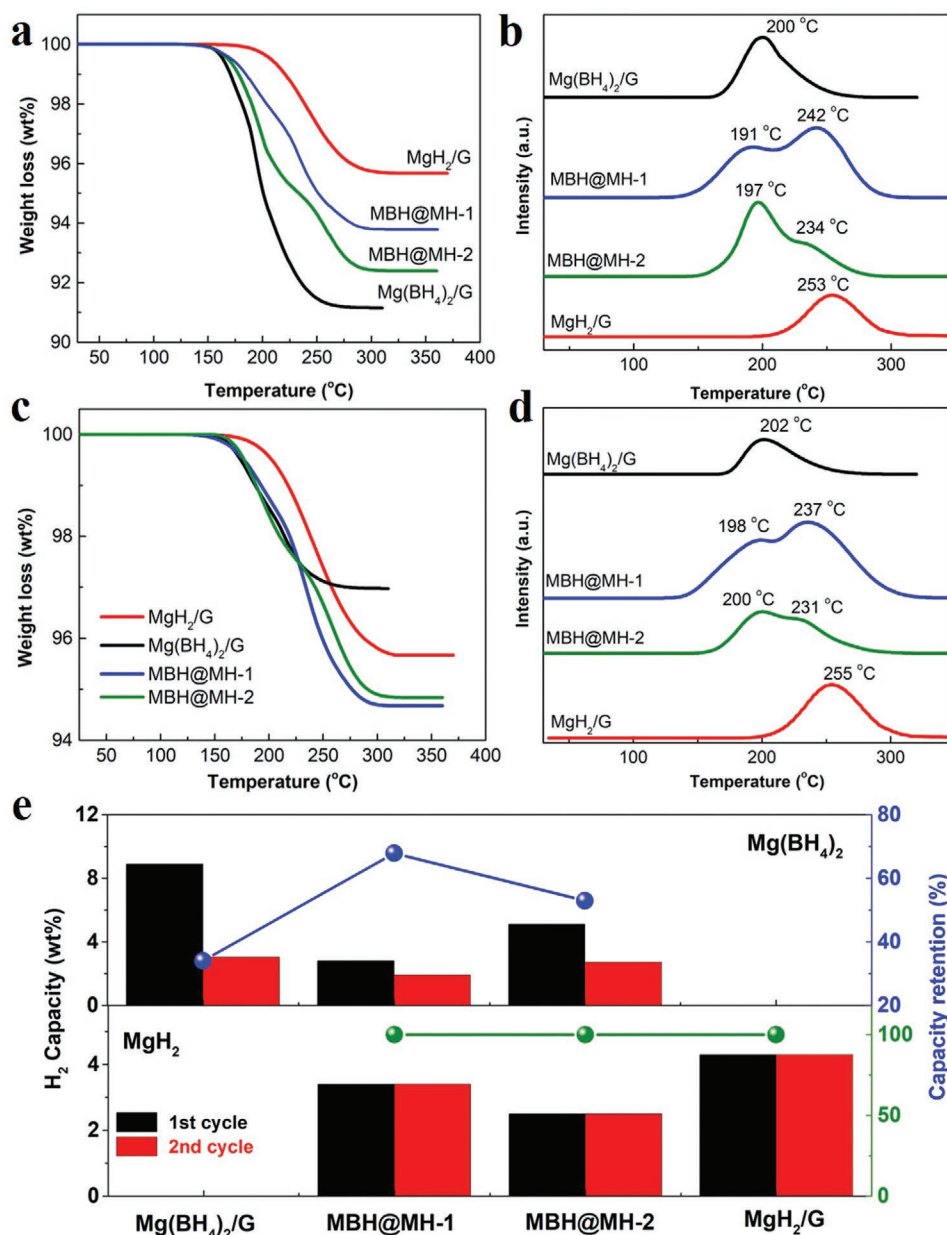 a
100
98
96
94
92
90
Weight loss (wt%)
50 100 150 200 250 300 350 400
Temperature (°C)
MgH₂/G
MBH@MH-1
MBH@MH-2
Mg(BH₄)₂/G
b
Intensity (a.u.)
200 °C
Mg(BH₄)₂/G
242 °C
191 °C
MBH@MH-1
197 °C
234 °C
MBH@MH-2
253 °C
MgH₂/G
100 200 300
Temperature (°C)
c
100
98
96
94
Weight loss (wt%)
MgH₂/G
Mg(BH₄)₂/G
MBH@MH-1
MBH@MH-2
50 100 150 200 250 300 350 400
Temperature (°C)
d
Intensity (a.u.)
202 °C
Mg(BH₄)₂/G
237 °C
198 °C
MBH@MH-1
200 °C
231 °C
MBH@MH-2
255 °C
MgH₂/G
100 200 300
Temperature (°C)
e
12
8
4
0
Mg(BH₄)₂
80
70
60
50
40
30
20
H₂ Capacity (wt%)
Capacity retention (%)
MgH₂
4
2
0
1st cycle
2nd cycle
100
50
0
Mg(BH₄)₂/G MBH@MH-1 MBH@MH-2 MgH₂/G